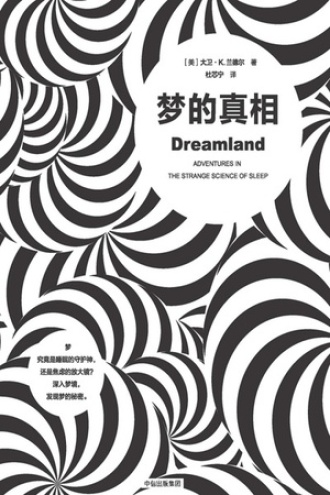 [美] 大卫·K.兰德尔 著
杜芯宁 译
梦的真相
Dreamland
ADVENTURES IN
THE STRANGE SCIENCE OF SLEEP
梦
究竟是睡眠的守护神,
还是焦虑的放大镜?
深入梦境,
发现梦的秘密。
中信出版集团